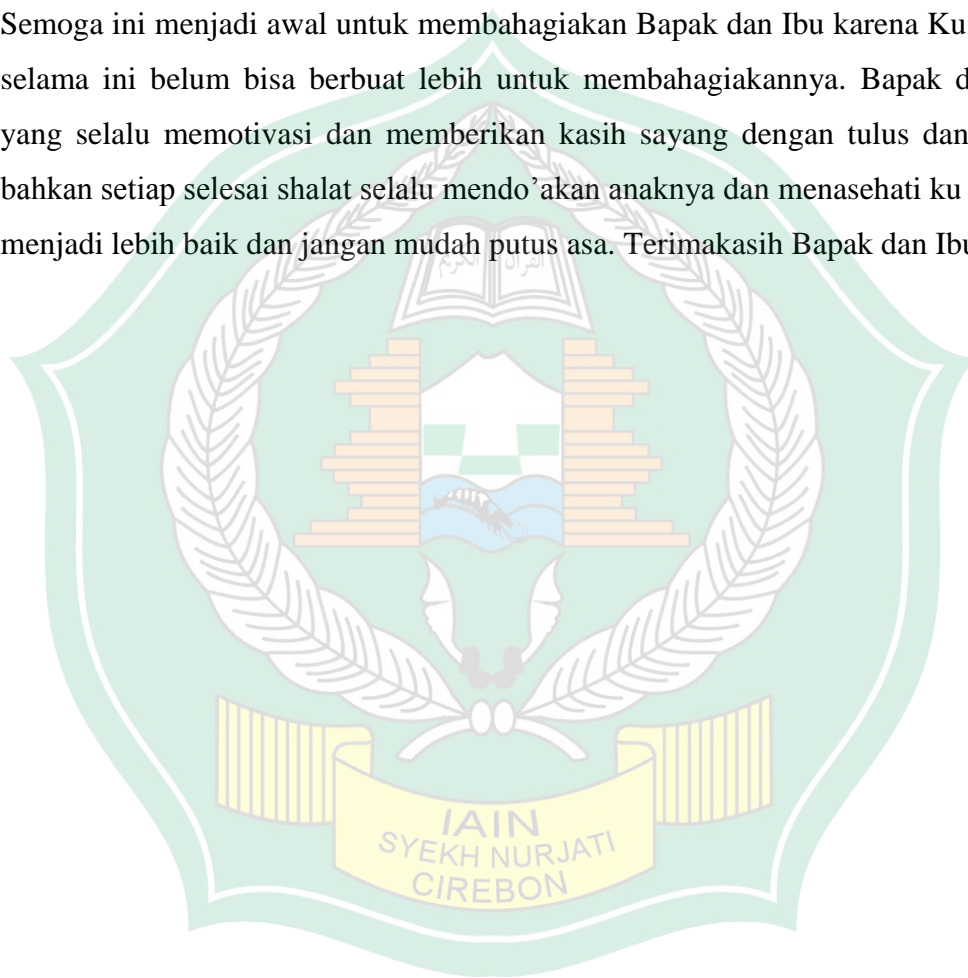 Semoga ini menjadi awal untuk membahagiakan Bapak dan Ibu karena Ku
selama ini belum bisa berbuat lebih untuk membahagiakannya. Bapak d
yang selalu memotivasi dan memberikan kasih sayang dengan tulus dan
bahkan setiap selesai shalat selalu mendo’akan anaknya dan menasehati ku
menjadi lebih baik dan jangan mudah putus asa. Terimakasih Bapak dan Ibu
القرآن الكريم
IAIN
SYEKH NURJATI
CIREBON